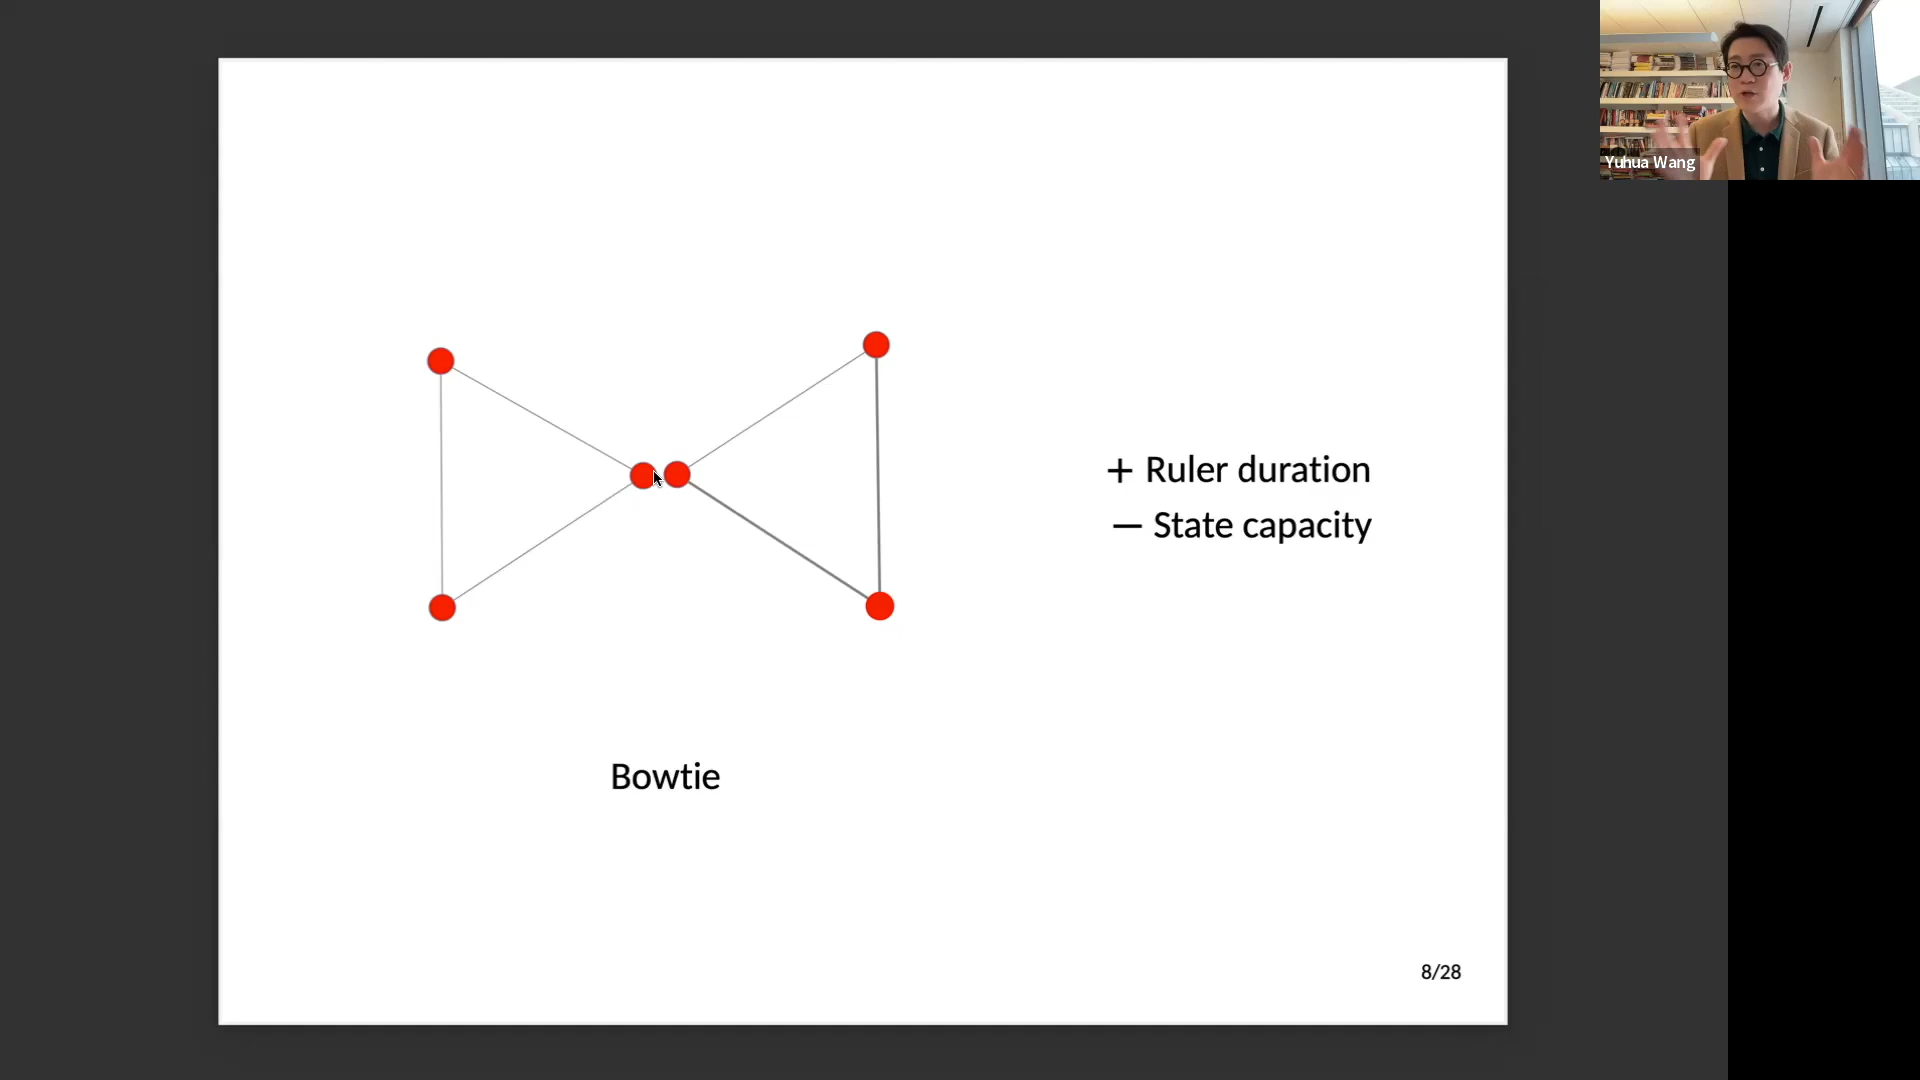 Yuhua Wang
+ Ruler duration
− State capacity
Bowtie
8/28